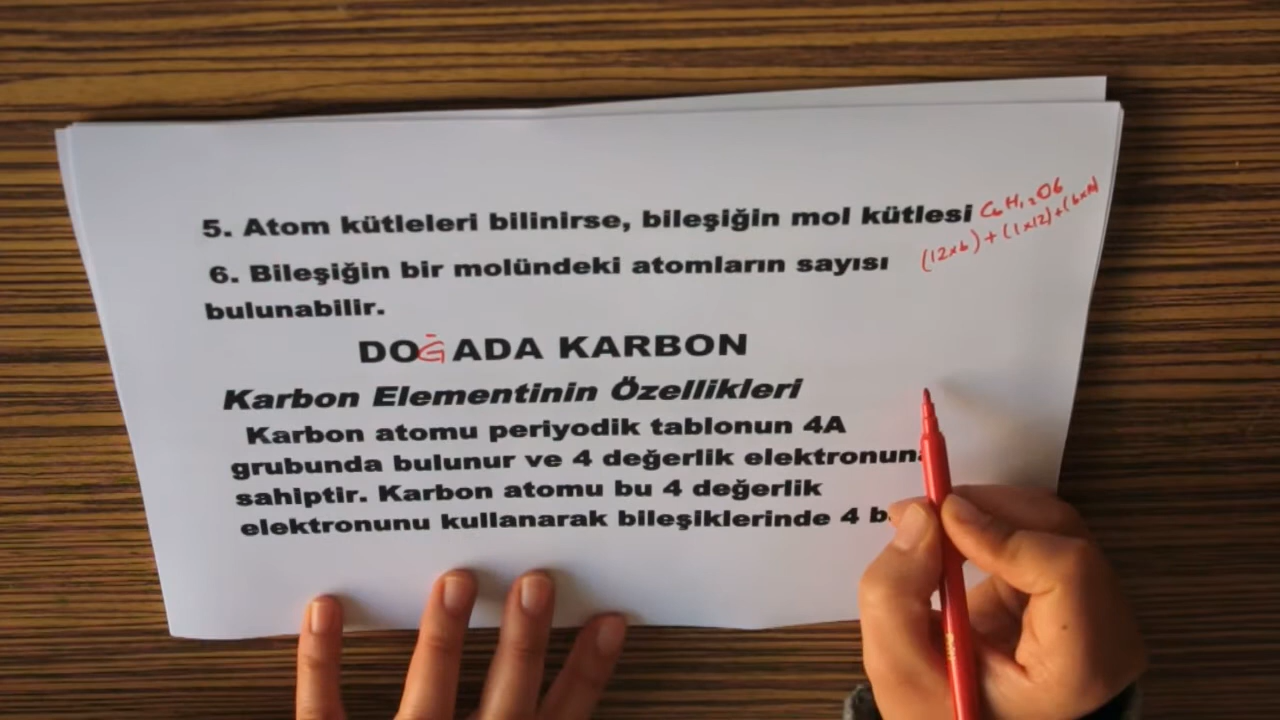 5. Atom kütleleri bilinirse, bileşiğin mol kütlesi C6H12O6
(12x6)+(1x12)+
6. Bileşiğin bir molündeki atomların sayısı
bulunabilir.
DOĞADA KARBON
Karbon Elementinin Özellikleri
Karbon atomu periyodik tablonun 4A
grubunda bulunur ve 4 değerlik elektronuna
sahiptir. Karbon atomu bu 4 değerlik
elektronunu kullanarak bileşiklerinde 4